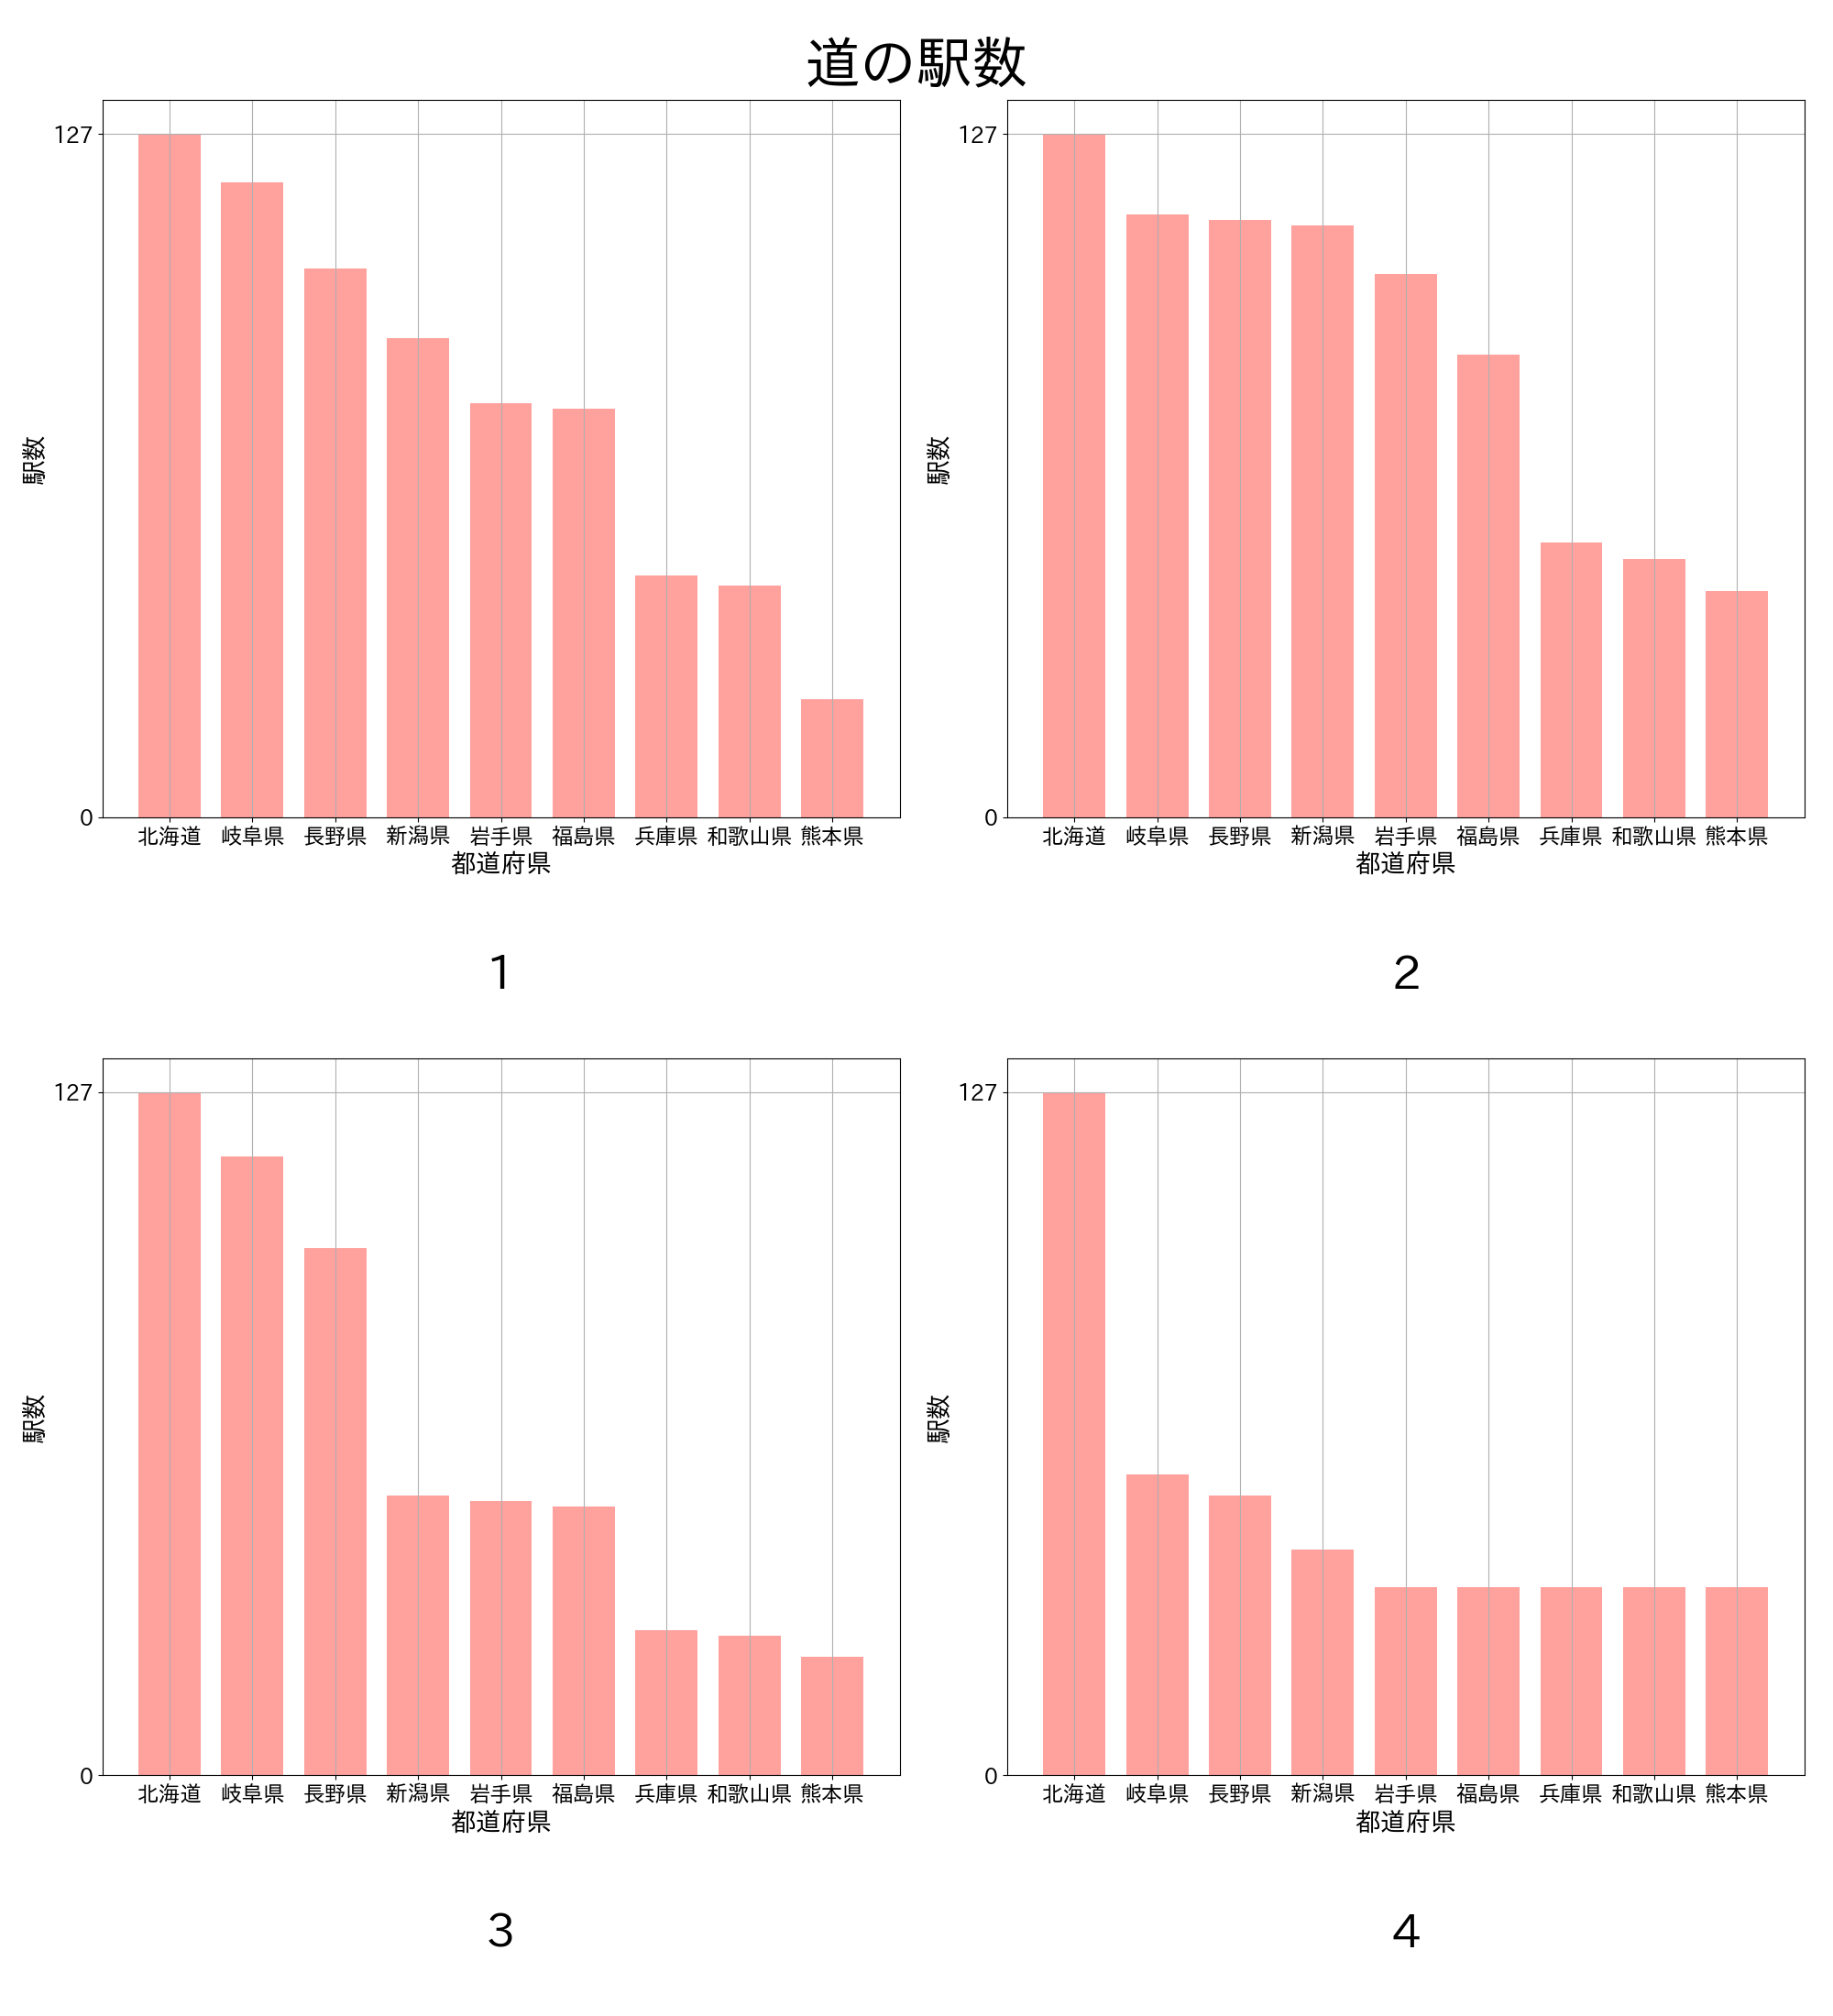 道の駅数
127
0
駅数
北海道 岐阜県 長野県 新潟県 岩手県 福島県 兵庫県 和歌山県 熊本県
都道府県
1
127
0
駅数
北海道 岐阜県 長野県 新潟県 岩手県 福島県 兵庫県 和歌山県 熊本県
都道府県
2
127
0
駅数
北海道 岐阜県 長野県 新潟県 岩手県 福島県 兵庫県 和歌山県 熊本県
都道府県
3
127
0
駅数
北海道 岐阜県 長野県 新潟県 岩手県 福島県 兵庫県 和歌山県 熊本県
都道府県
4